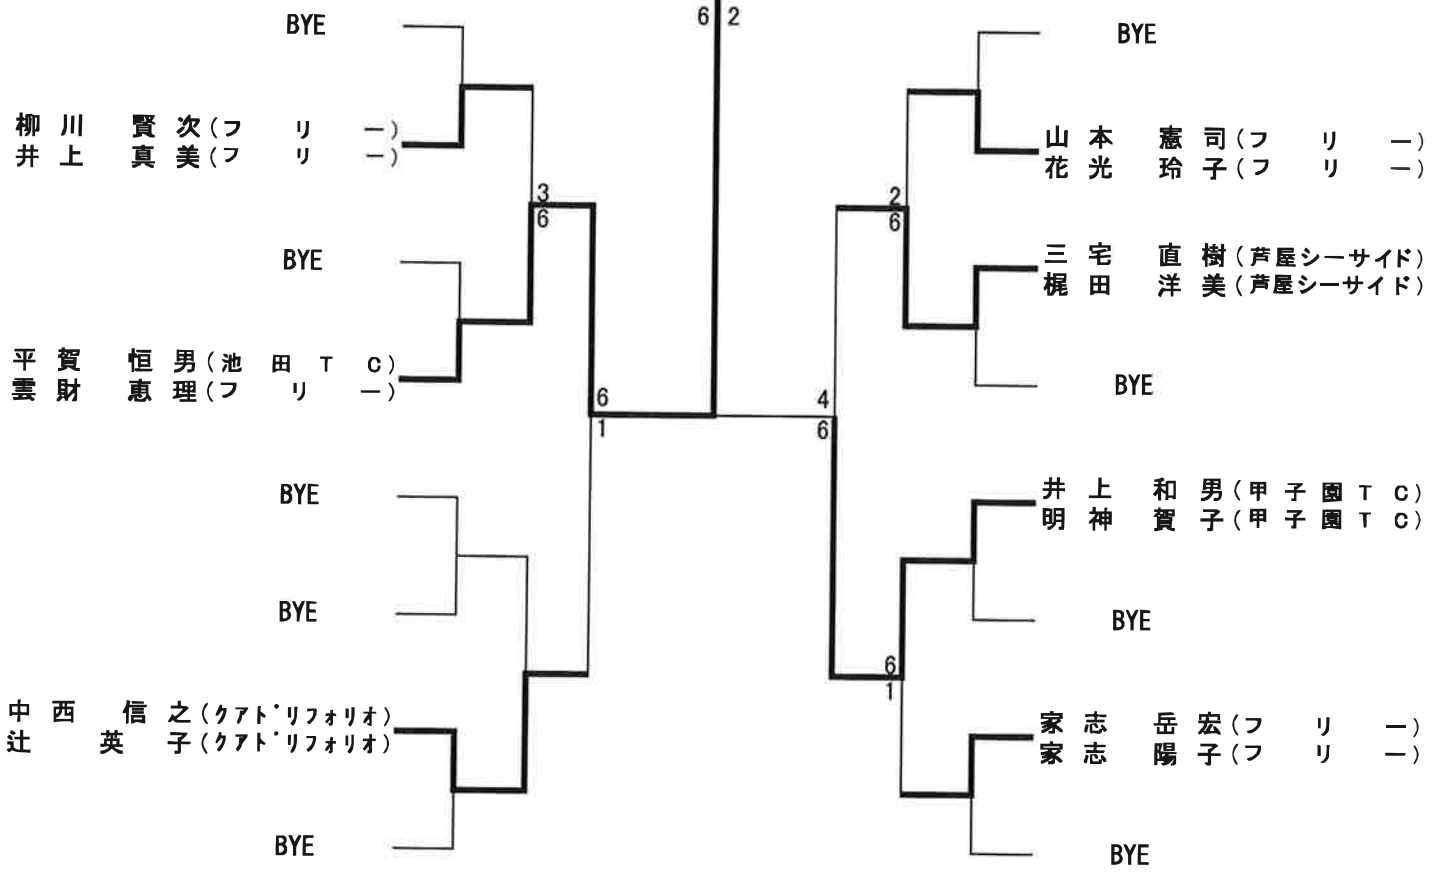 6 2
BYE
柳川 賢次(フリー)
井上 真美(フリー)
3
6
BYE
平賀 恒男(池田TC)
雲財 恵理(フリー)
6
1
BYE
BYE
中西 信之(クアドリフォリオ)
辻 英子(クアドリフォリオ)
BYE
BYE
山本 憲司(フリー)
花光 玲子(フリー)
2
6
三宅 直樹(芦屋シーサイド)
梶田 洋美(芦屋シーサイド)
BYE
4
6
井上 和男(甲子園TC)
明神 賀子(甲子園TC)
BYE
6
1
家志 岳宏(フリー)
家志 陽子(フリー)
BYE